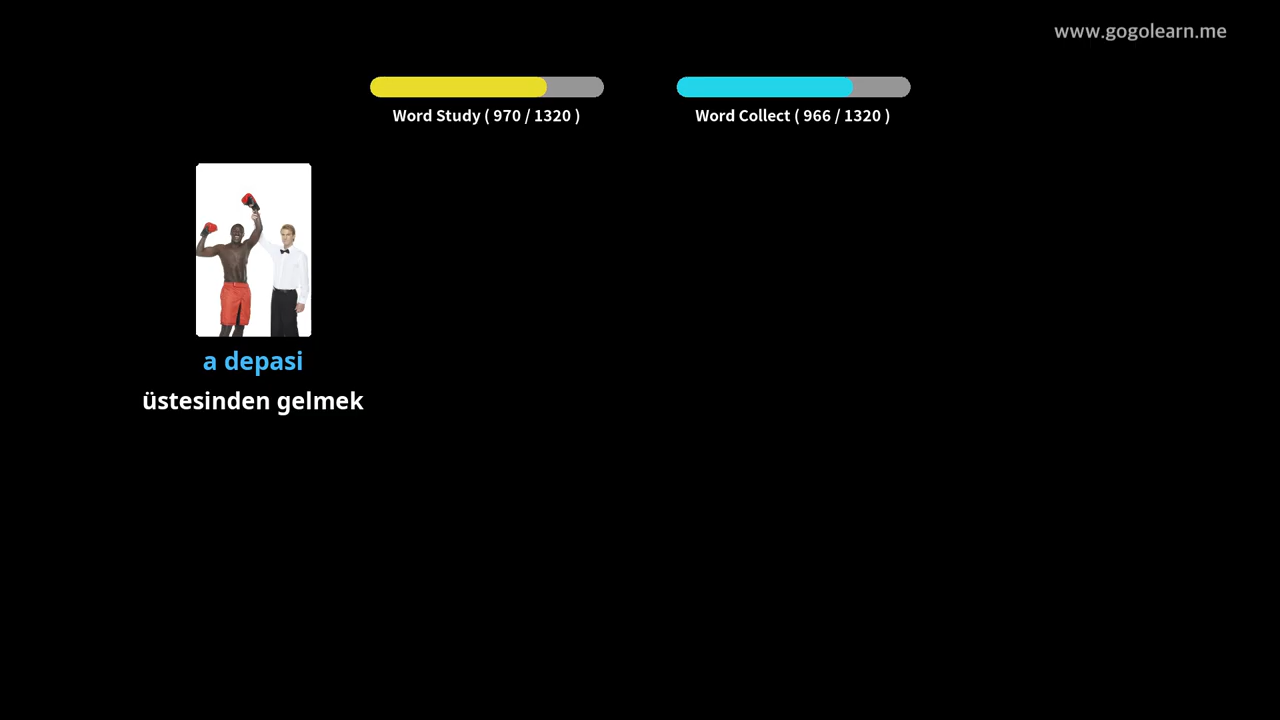 www.gogolearn.me
Word Study ( 970 / 1320 )
Word Collect ( 966 / 1320 )
a depasi
üstesinden gelmek